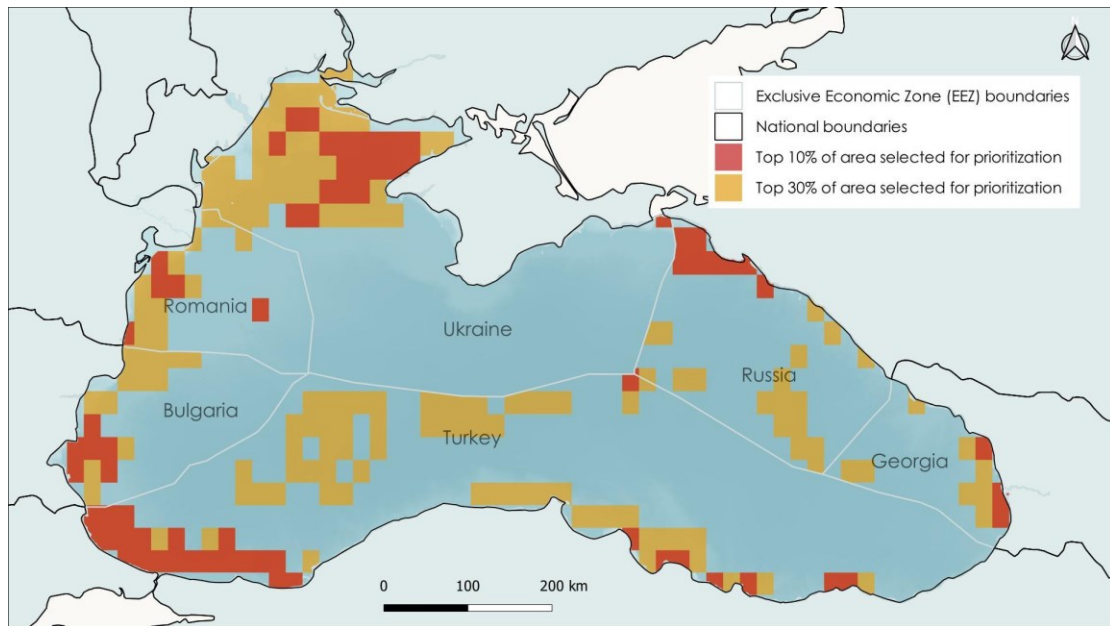 N
Exclusive Economic Zone (EEZ) boundaries
National boundaries
Top 10% of area selected for prioritization
Top 30% of area selected for prioritization
Romania
Ukraine
Russia
Bulgaria
Turkey
Georgia
0 100 200 km